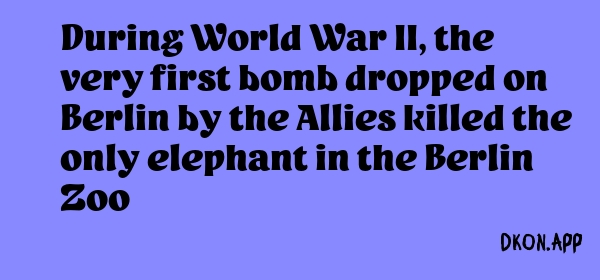 During World War II, the
very first bomb dropped on
Berlin by the Allies killed the
only elephant in the Berlin
Zoo
DKON.APP